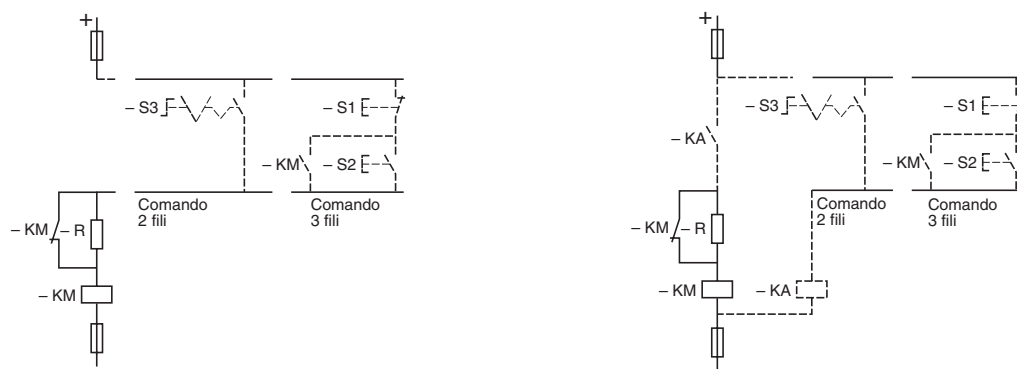 +
– S3
– S1
– KM
– S2
Comando
2 fili
Comando
3 fili
– KM
– R
– KM
+
– S3
– S1
– KA
– KM
– S2
Comando
2 fili
Comando
3 fili
– KM
– R
– KM
– KA